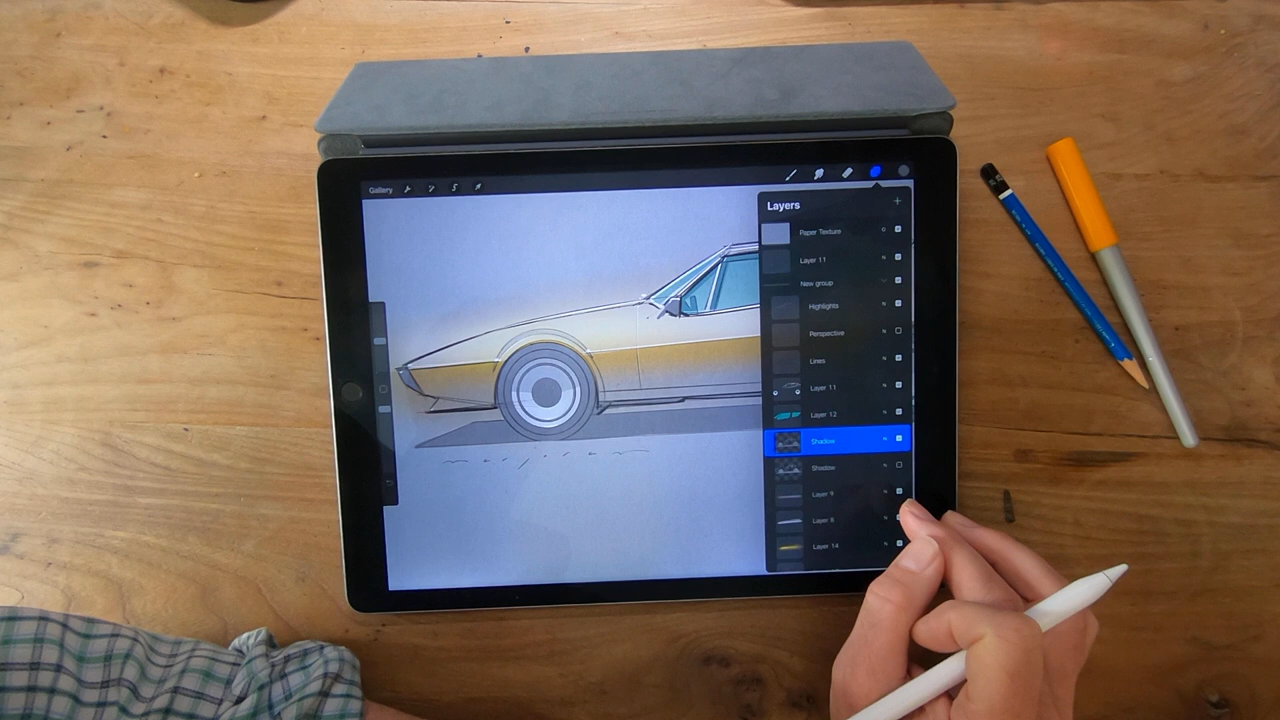 Gallery
Layers
Paper Texture
Layer 11 N
New group
Highlights N
Perspective N
Lines N
Layer 11 N
Layer 12 N
Shadow N
Shadow N
Layer 9 N
Layer 8
Layer 14 N